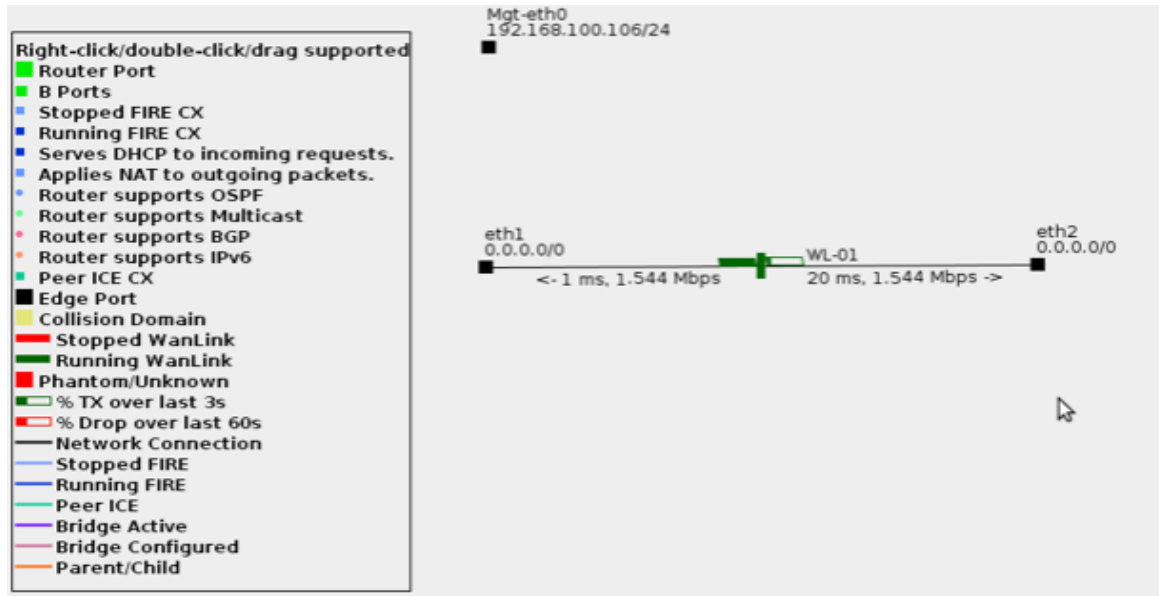 Mgt-eth0
192.168.100.106/24
Right-click/double-click/drag supported
Router Port
B Ports
Stopped FIRE CX
Running FIRE CX
Serves DHCP to incoming requests.
Applies NAT to outgoing packets.
Router supports OSPF
Router supports Multicast
Router supports BGP
Router supports IPv6
Peer ICE CX
Edge Port
Collision Domain
Stopped WanLink
Running WanLink
Phantom/Unknown
% TX over last 3s
% Drop over last 60s
Network Connection
Stopped FIRE
Running FIRE
Peer ICE
Bridge Active
Bridge Configured
Parent/Child
eth1
0.0.0.0/0
WL-01
<- 1 ms, 1.544 Mbps
20 ms, 1.544 Mbps ->
eth2
0.0.0.0/0